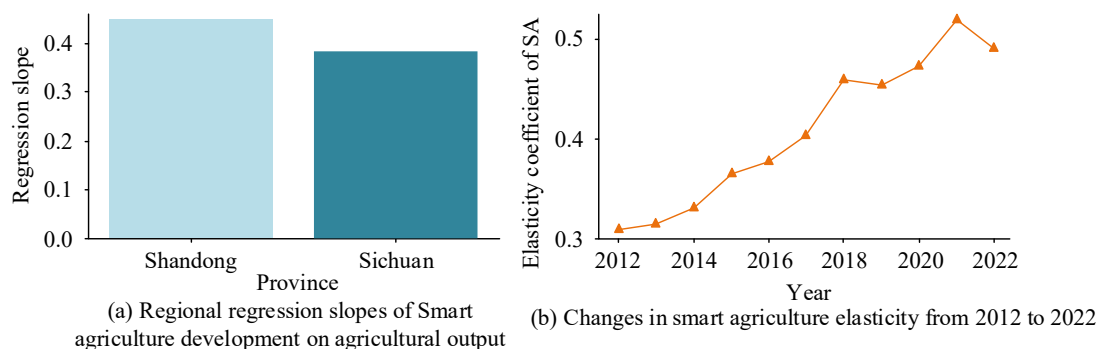 Regression slope
0.4
0.3
0.2
0.1
0.0
Shandong Sichuan
Province
(a) Regional regression slopes of Smart
agriculture development on agricultural output
Elasticity coefficient of SA
0.5
0.4
0.3
2012 2014 2016 2018 2020 2022
Year
(b) Changes in smart agriculture elasticity from 2012 to 2022